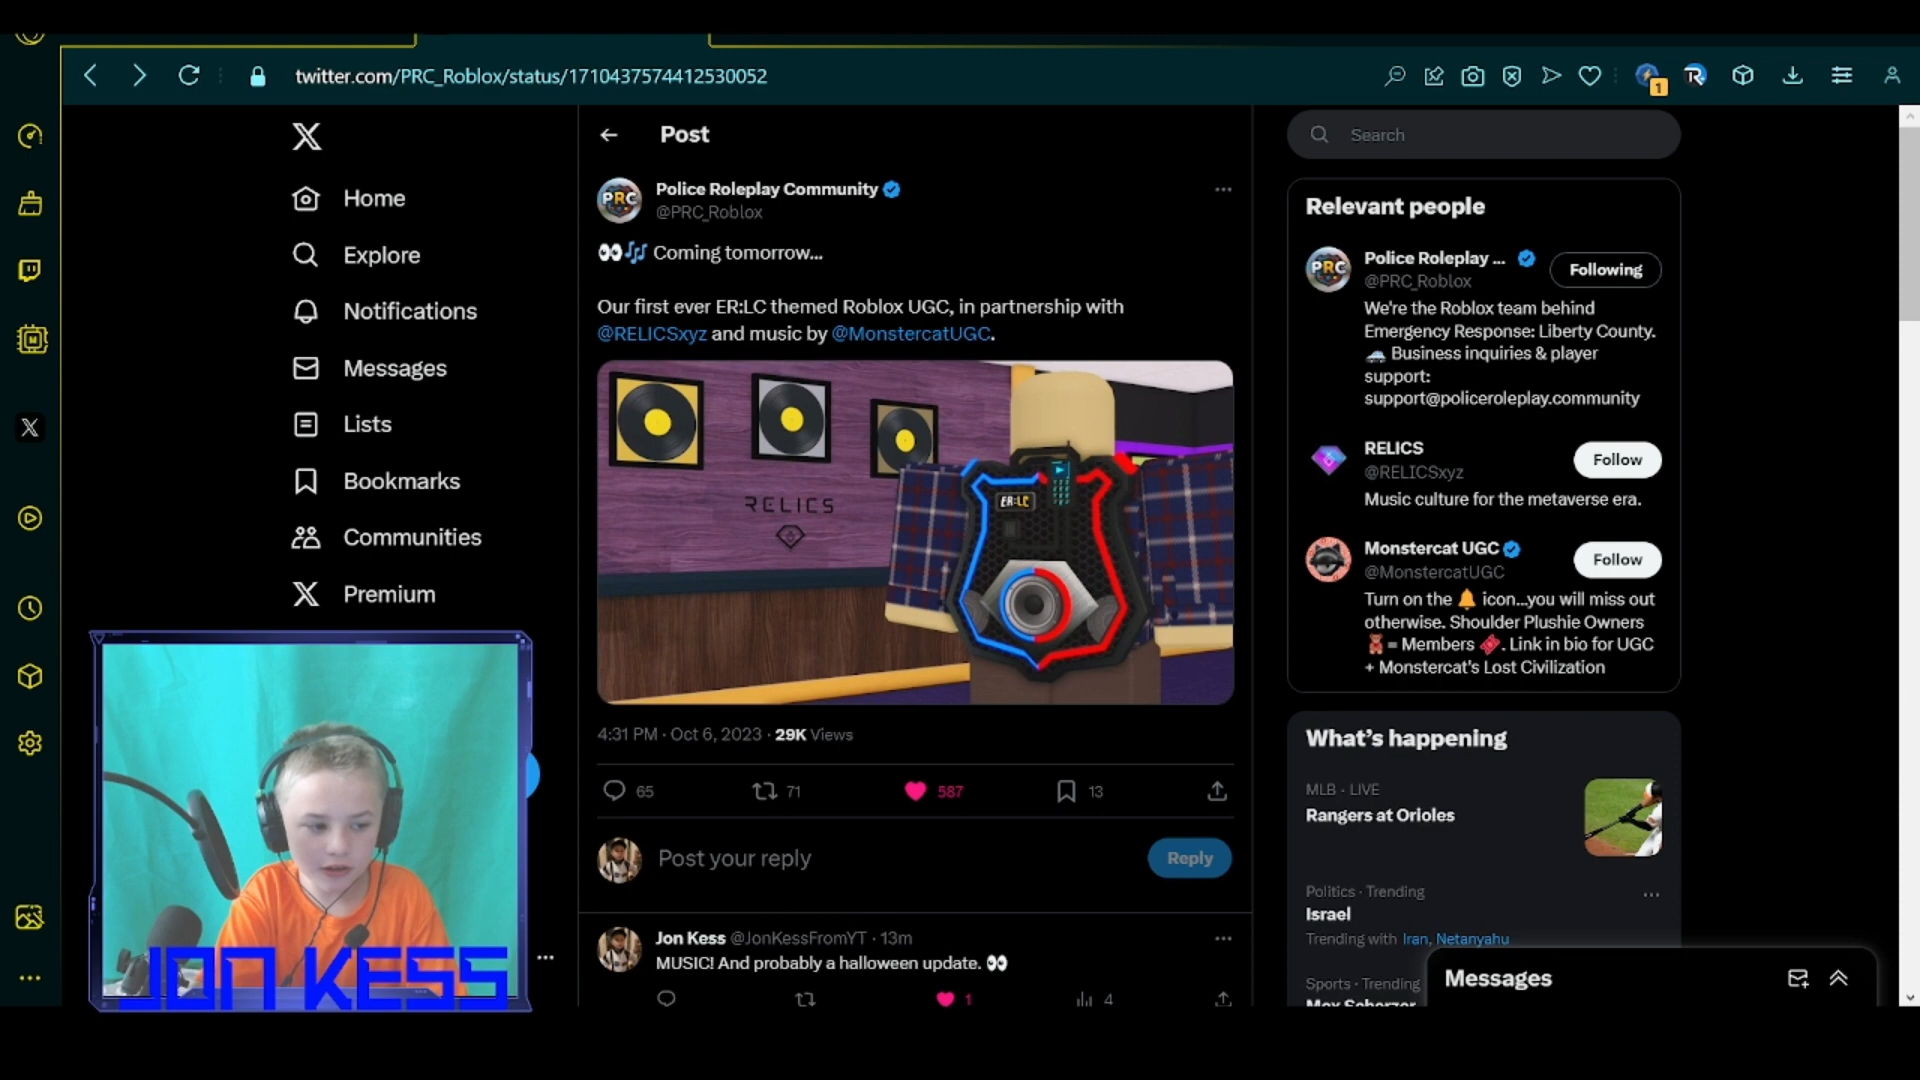 twitter.com/PRC_Roblox/status/1710437574412530052
1
Home
Explore
Notifications
Messages
Lists
Bookmarks
Communities
Premium
JON KESS
Post
PRC
Police Roleplay Community
@PRC_Roblox
👀🎶 Coming tomorrow...
Our first ever ER:LC themed Roblox UGC, in partnership with
@RELICSxyz and music by @MonstercatUGC.
RELICS
ER:LC
4:31 PM · Oct 6, 2023 · 29K Views
65 71 587 13
Post your reply
Reply
Jon Kess @JonKessFromYT · 13m
MUSIC! And probably a halloween update. 👀
1 4
Search
Relevant people
PRC
Police Roleplay ...
@PRC_Roblox
Following
We're the Roblox team behind
Emergency Response: Liberty County.
🚓 Business inquiries & player
support:
support@policeroleplay.community
RELICS
@RELICSxyz
Follow
Music culture for the metaverse era.
Monstercat UGC
@MonstercatUGC
Follow
Turn on the 🔔 icon...you will miss out
otherwise. Shoulder Plushie Owners
🧸= Members 🎟. Link in bio for UGC
+ Monstercat's Lost Civilization
What's happening
MLB · LIVE
Rangers at Orioles
Politics · Trending
Israel
Trending with Iran, Netanyahu
Sports · Trending
Max Scherzer
Messages